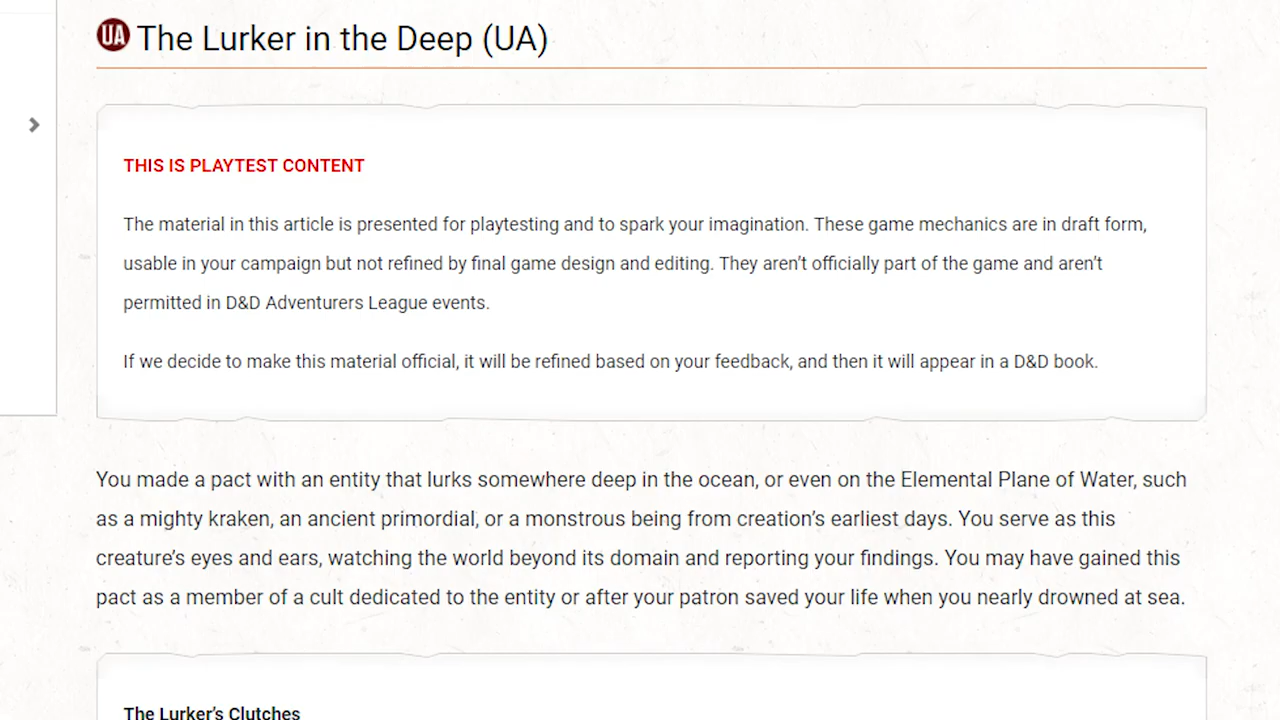 UA The Lurker in the Deep (UA)
THIS IS PLAYTEST CONTENT
The material in this article is presented for playtesting and to spark your imagination. These game mechanics are in draft form,
usable in your campaign but not refined by final game design and editing. They aren’t officially part of the game and aren’t
permitted in D&D Adventurers League events.
If we decide to make this material official, it will be refined based on your feedback, and then it will appear in a D&D book.
You made a pact with an entity that lurks somewhere deep in the ocean, or even on the Elemental Plane of Water, such
as a mighty kraken, an ancient primordial, or a monstrous being from creation’s earliest days. You serve as this
creature’s eyes and ears, watching the world beyond its domain and reporting your findings. You may have gained this
pact as a member of a cult dedicated to the entity or after your patron saved your life when you nearly drowned at sea.
The Lurker’s Clutches